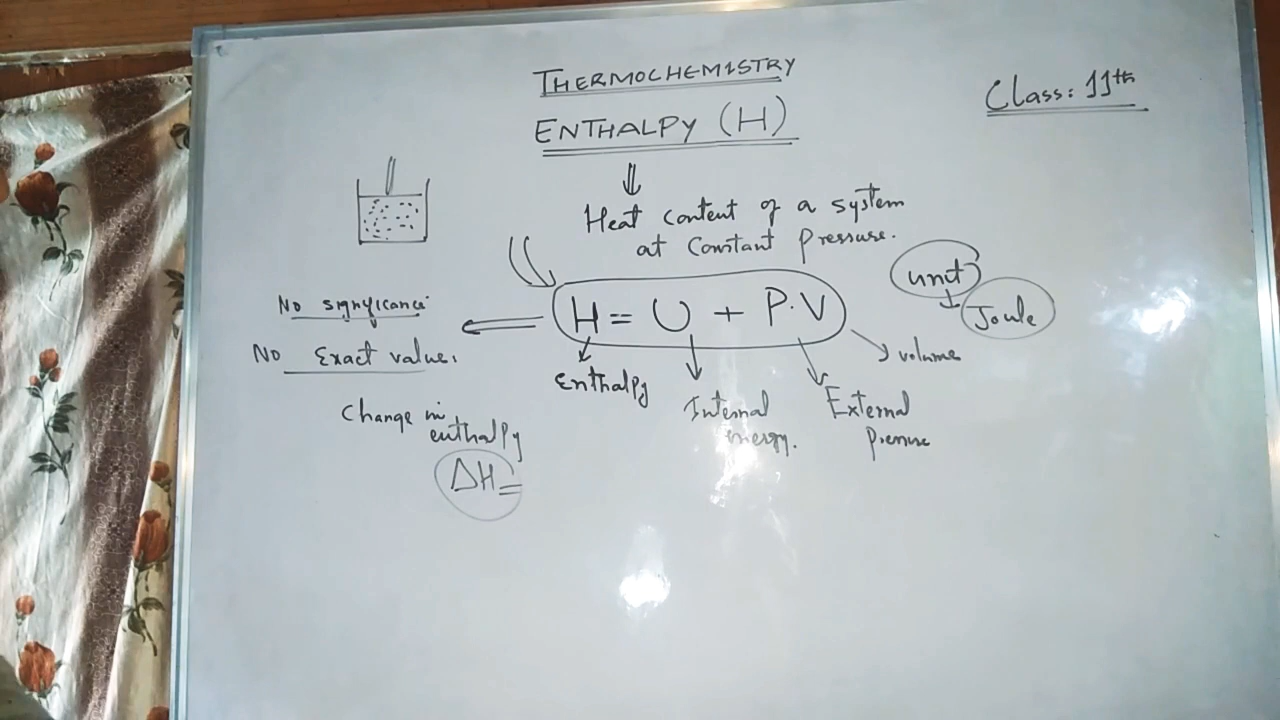 THERMOCHEMISTRY
Class: 11th
ENTHALPY (H)
⇓
Heat content of a system
at Constant Pressure.
unit
↓
Joule
H = U + P.V
No significance
No Exact value.
volume
Enthalpy
Internal
energy.
External
pressure
Change in
enthalpy
ΔH =